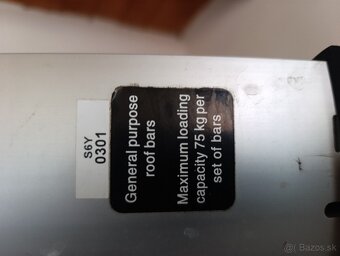 S6Y
0301
General purpose
roof bars
Maximum loading
capacity 75 kg per
set of bars
Bazos.sk